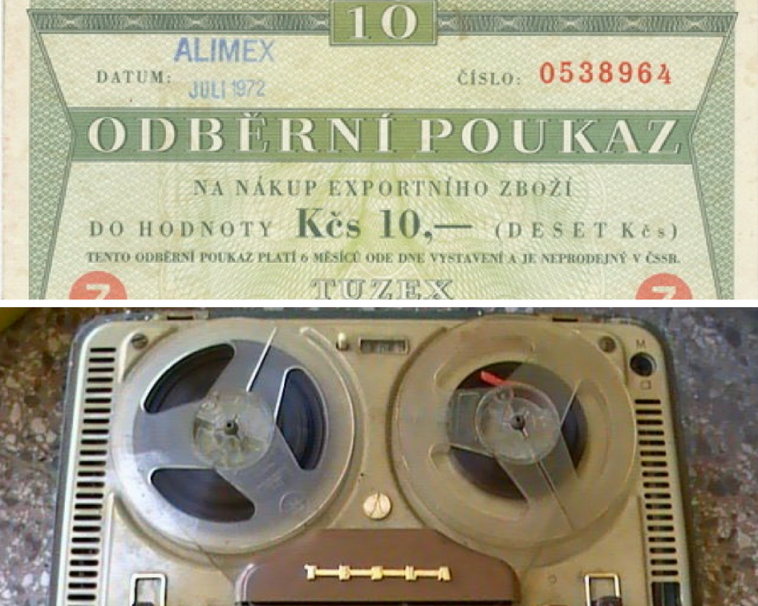 10
ALIMEX
DATUM: JULI 1972 ČÍSLO: 0538964
ODBĚRNÍ POUKAZ
NA NÁKUP EXPORTNÍHO ZBOŽÍ
DO HODNOTY Kčs 10,— (DESET Kčs)
TENTO ODBĚRNÍ POUKAZ PLATÍ 6 MĚSÍCŮ ODE DNE VYSTAVENÍ A JE NEPRODEJNÝ V ČSSR.
TUZEX
M